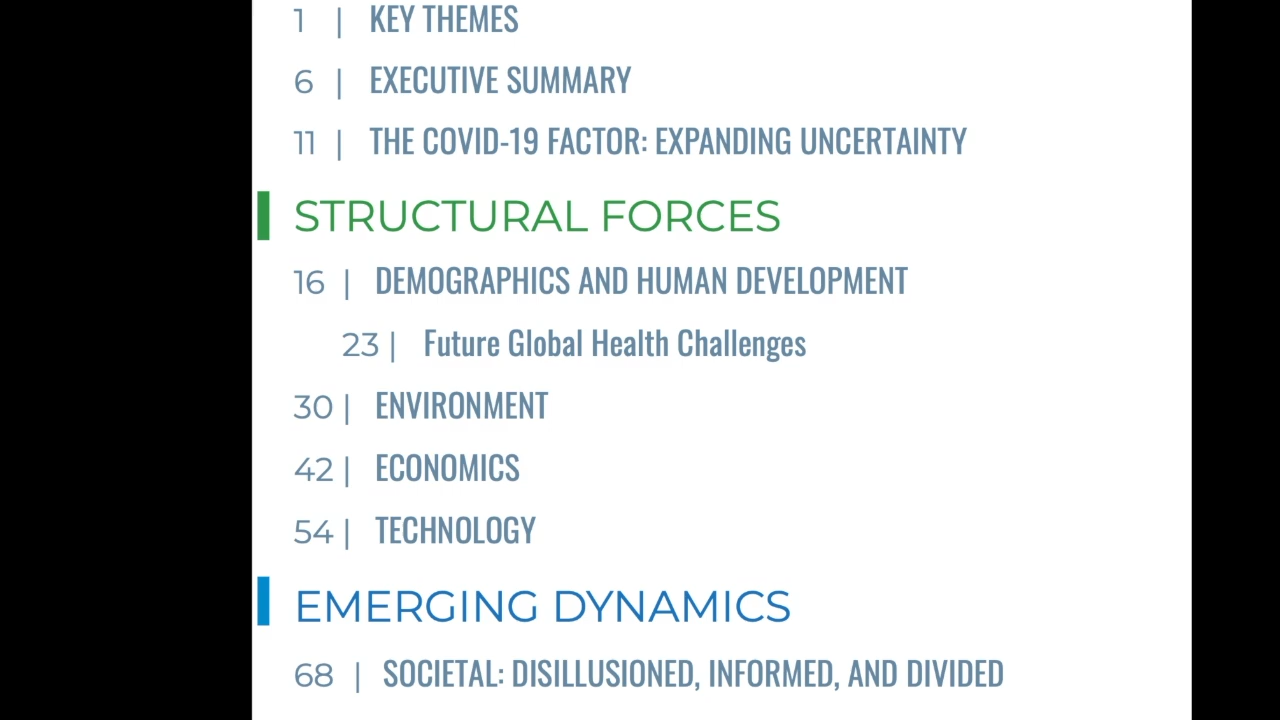 1 | KEY THEMES
6 | EXECUTIVE SUMMARY
11 | THE COVID-19 FACTOR: EXPANDING UNCERTAINTY
STRUCTURAL FORCES
16 | DEMOGRAPHICS AND HUMAN DEVELOPMENT
23 | Future Global Health Challenges
30 | ENVIRONMENT
42 | ECONOMICS
54 | TECHNOLOGY
EMERGING DYNAMICS
68 | SOCIETAL: DISILLUSIONED, INFORMED, AND DIVIDED